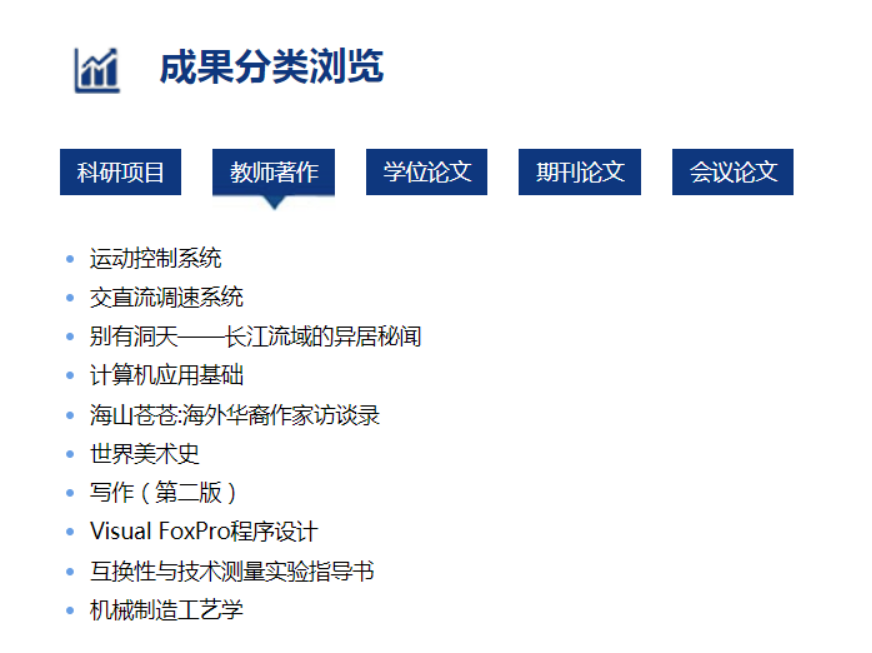 成果分类浏览
科研项目 教师著作 学位论文 期刊论文 会议论文
运动控制系统
交直流调速系统
别有洞天——长江流域的异居秘闻
计算机应用基础
海山苍苍:海外华裔作家访谈录
世界美术史
写作（第二版）
Visual FoxPro程序设计
互换性与技术测量实验指导书
机械制造工艺学